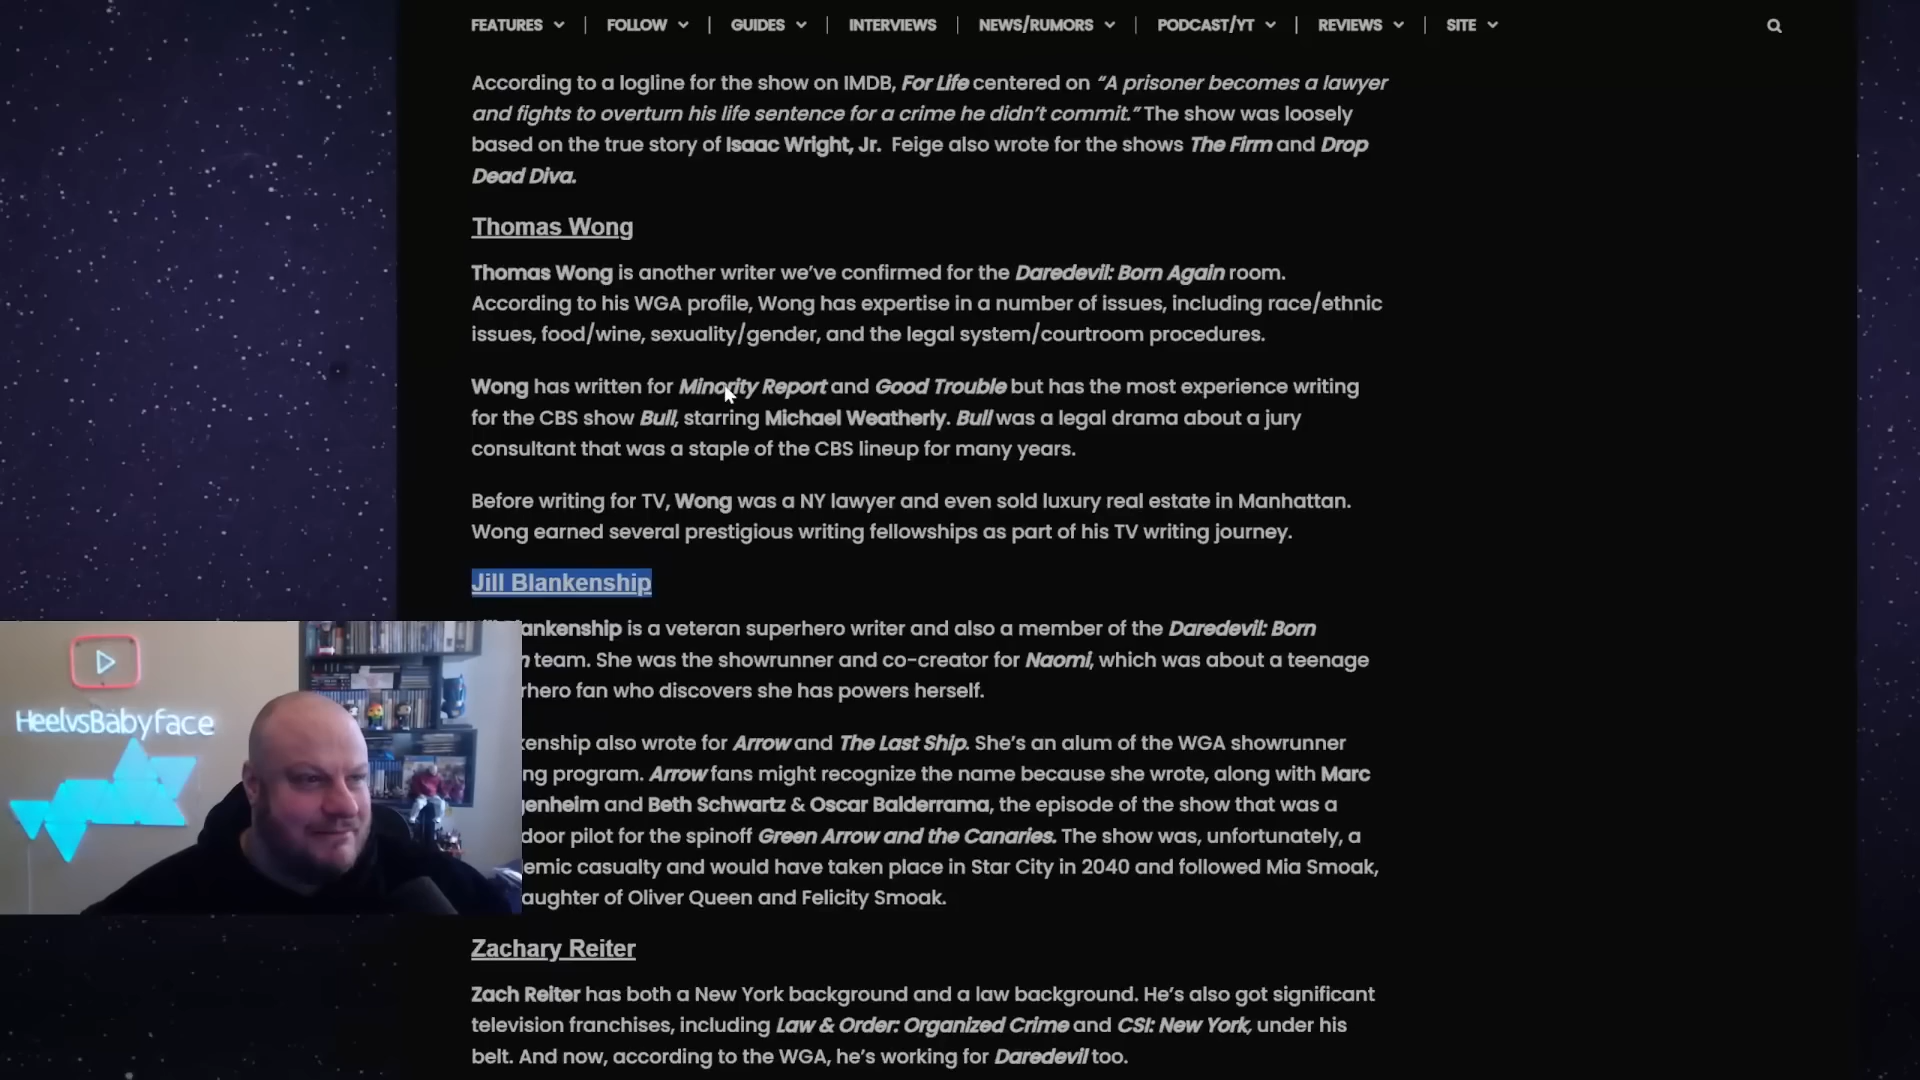 FEATURES FOLLOW GUIDES INTERVIEWS NEWS/RUMORS PODCAST/YT REVIEWS SITE
According to a logline for the show on IMDB, For Life centered on “A prisoner becomes a lawyer
and fights to overturn his life sentence for a crime he didn’t commit.” The show was loosely
based on the true story of Isaac Wright, Jr. Feige also wrote for the shows The Firm and Drop
Dead Diva.
Thomas Wong
Thomas Wong is another writer we’ve confirmed for the Daredevil: Born Again room.
According to his WGA profile, Wong has expertise in a number of issues, including race/ethnic
issues, food/wine, sexuality/gender, and the legal system/courtroom procedures.
Wong has written for Minority Report and Good Trouble but has the most experience writing
for the CBS show Bull, starring Michael Weatherly. Bull was a legal drama about a jury
consultant that was a staple of the CBS lineup for many years.
Before writing for TV, Wong was a NY lawyer and even sold luxury real estate in Manhattan.
Wong earned several prestigious writing fellowships as part of his TV writing journey.
Jill Blankenship
ankenship is a veteran superhero writer and also a member of the Daredevil: Born
n team. She was the showrunner and co-creator for Naomi, which was about a teenage
rhero fan who discovers she has powers herself.
kenship also wrote for Arrow and The Last Ship. She’s an alum of the WGA showrunner
ng program. Arrow fans might recognize the name because she wrote, along with Marc
enheim and Beth Schwartz & Oscar Balderrama, the episode of the show that was a
door pilot for the spinoff Green Arrow and the Canaries. The show was, unfortunately, a
emic casualty and would have taken place in Star City in 2040 and followed Mia Smoak,
aughter of Oliver Queen and Felicity Smoak.
HeelvsBabyface
Zachary Reiter
Zach Reiter has both a New York background and a law background. He’s also got significant
television franchises, including Law & Order: Organized Crime and CSI: New York, under his
belt. And now, according to the WGA, he’s working for Daredevil too.